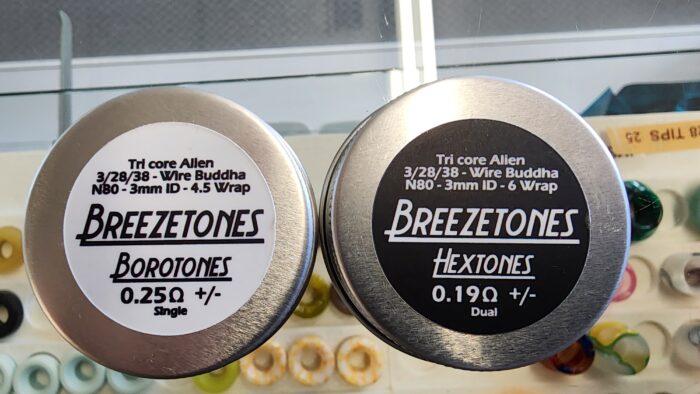 Tri core Alien
3/28/38 - Wire Buddha
N80 - 3mm ID - 4.5 Wrap
BREEZETONES
BOROTONES
0.25Ω +/-
Single
Tri core Alien
3/28/38 - Wire Buddha
N80 - 3mm ID - 6 Wrap
BREEZETONES
HEXTONES
0.19Ω +/-
Dual
TIPS 25